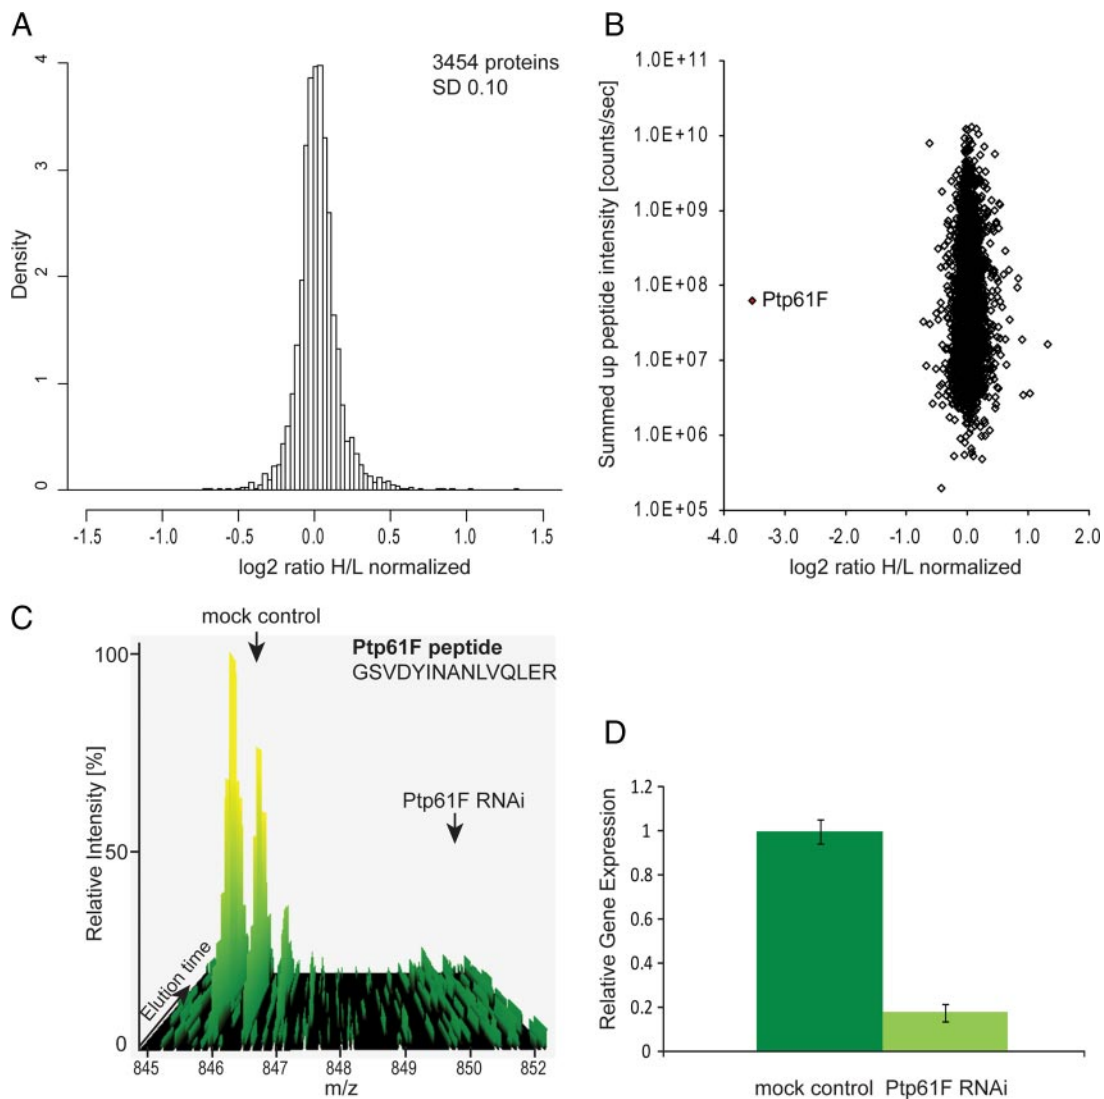 A
3454 proteins
SD 0.10
Density
4
3
2
1
0
-1.5 -1.0 -0.5 0.0 0.5 1.0 1.5
log2 ratio H/L normalized
B
Summed up peptide intensity [counts/sec]
1.0E+11
1.0E+10
1.0E+09
1.0E+08
1.0E+07
1.0E+06
1.0E+05
Ptp61F
-4.0 -3.0 -2.0 -1.0 0.0 1.0 2.0
log2 ratio H/L normalized
C
mock control
Ptp61F peptide
GSVDYINANLVQLER
Ptp61F RNAi
Relative Intensity [%]
100
50
0
Elution time
845 846 847 848 849 850 852
m/z
D
Relative Gene Expression
1.2
1
0.8
0.6
0.4
0.2
0
mock control Ptp61F RNAi